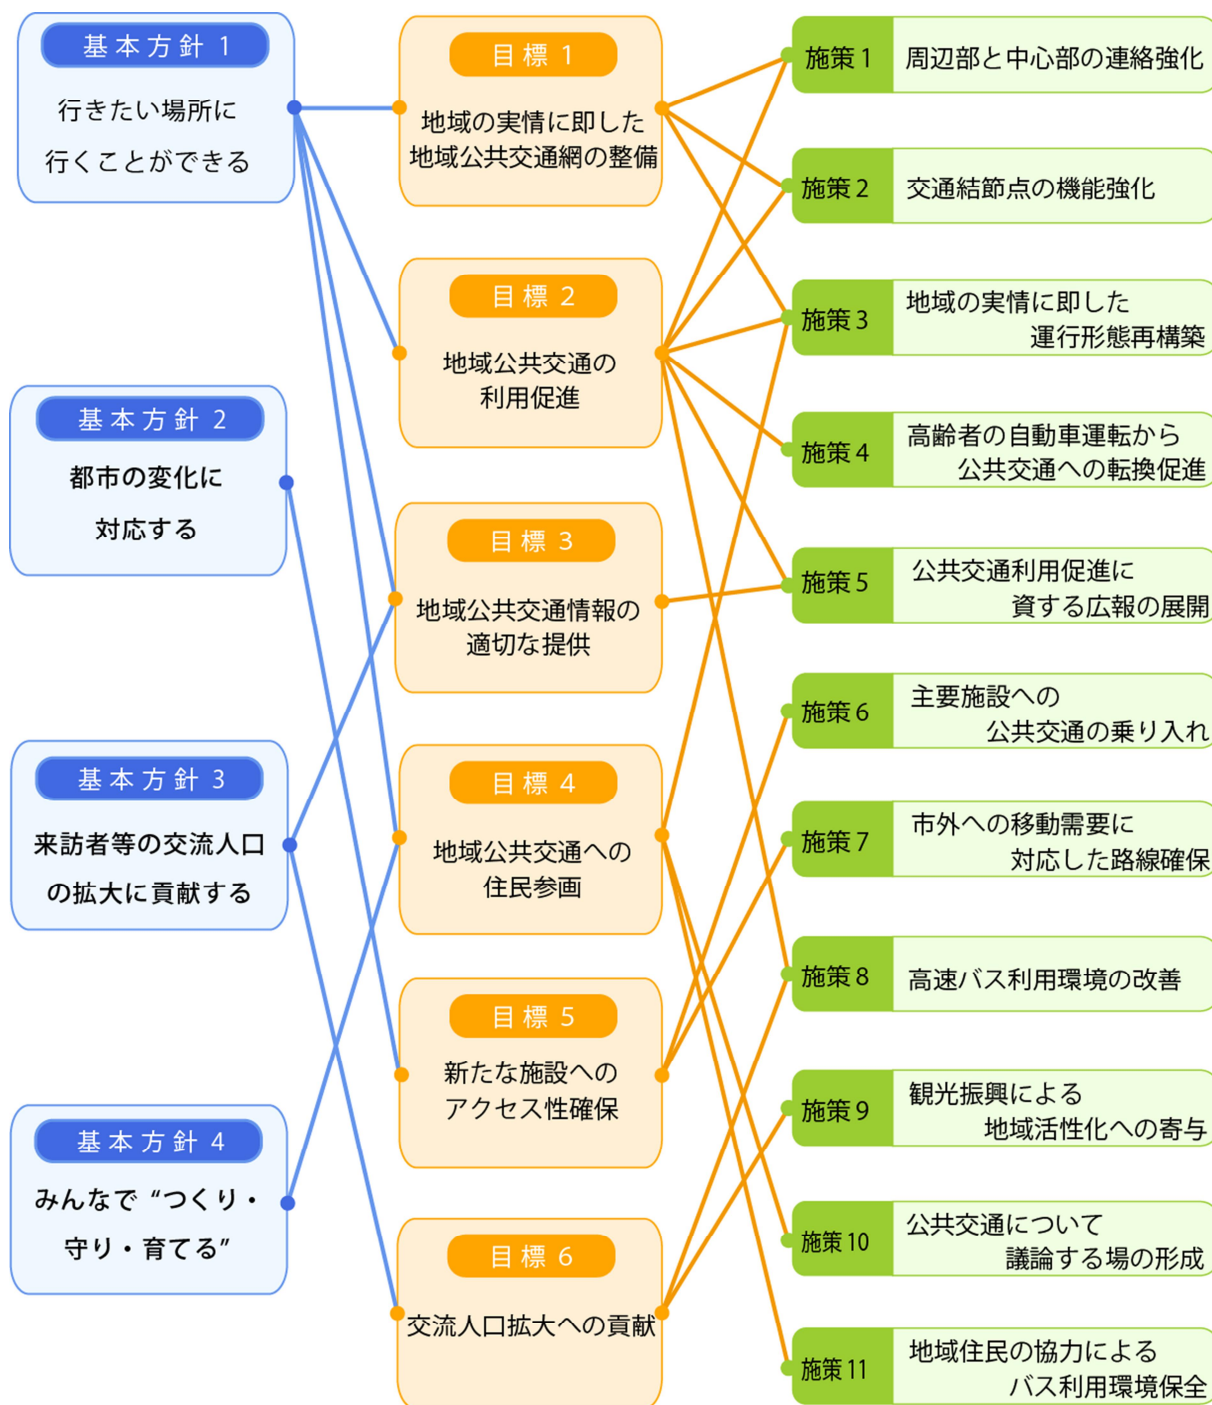 基本方針 1
行きたい場所に
行くことができる
基本方針 2
都市の変化に
対応する
基本方針 3
来訪者等の交流人口
の拡大に貢献する
基本方針 4
みんなで “つくり・
守り・育てる”
目標 1
地域の実情に即した
地域公共交通網の整備
目標 2
地域公共交通の
利用促進
目標 3
地域公共交通情報の
適切な提供
目標 4
地域公共交通への
住民参画
目標 5
新たな施設への
アクセス性確保
目標 6
交流人口拡大への貢献
施策 1
周辺部と中心部の連絡強化
施策 2
交通結節点の機能強化
施策 3
地域の実情に即した
運行形態再構築
施策 4
高齢者の自動車運転から
公共交通への転換促進
施策 5
公共交通利用促進に
資する広報の展開
施策 6
主要施設への
公共交通の乗り入れ
施策 7
市外への移動需要に
対応した路線確保
施策 8
高速バス利用環境の改善
施策 9
観光振興による
地域活性化への寄与
施策 10
公共交通について
議論する場の形成
施策 11
地域住民の協力による
バス利用環境保全